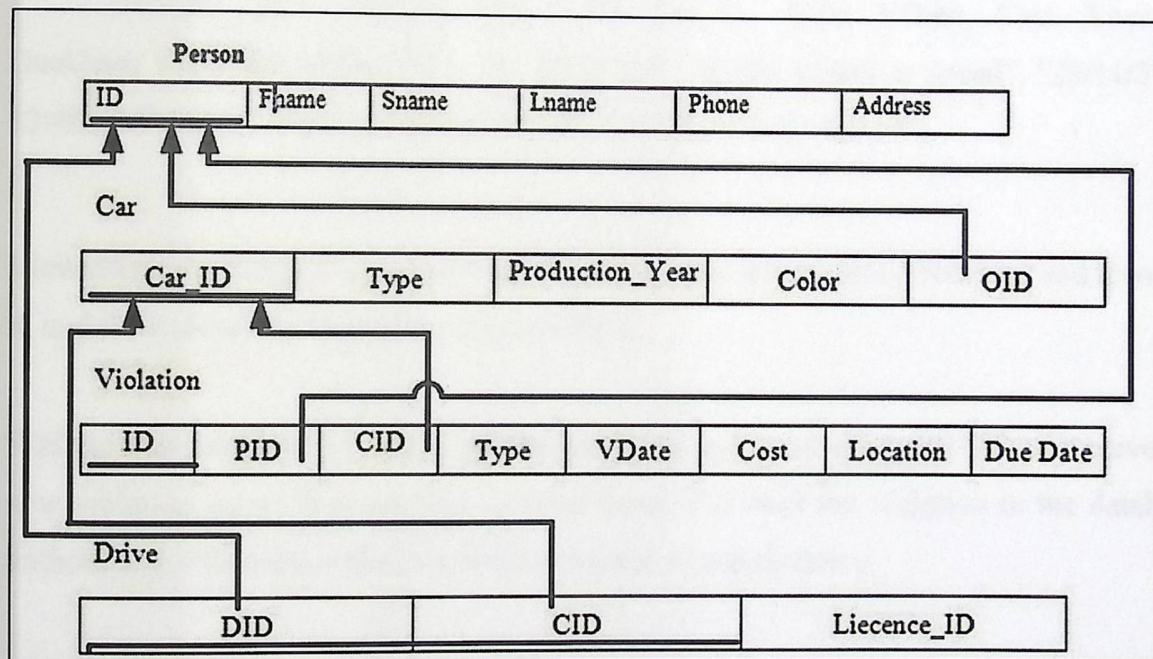 Person
ID Fname Sname Lname Phone Address
Car
Car_ID Type Production_Year Color OID
Violation
ID PID CID Type VDate Cost Location Due Date
Drive
DID CID Liecence_ID